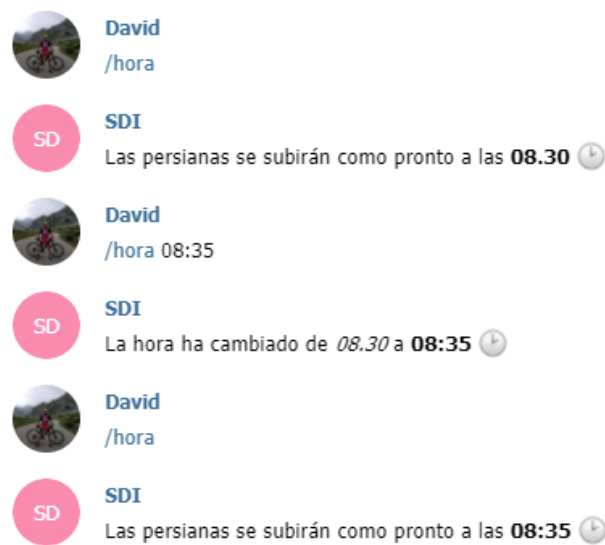 David
/hora
SD
SDI
Las persianas se subirán como pronto a las 08.30 🕑
David
/hora 08:35
SD
SDI
La hora ha cambiado de 08.30 a 08:35 🕑
David
/hora
SD
SDI
Las persianas se subirán como pronto a las 08:35 🕑